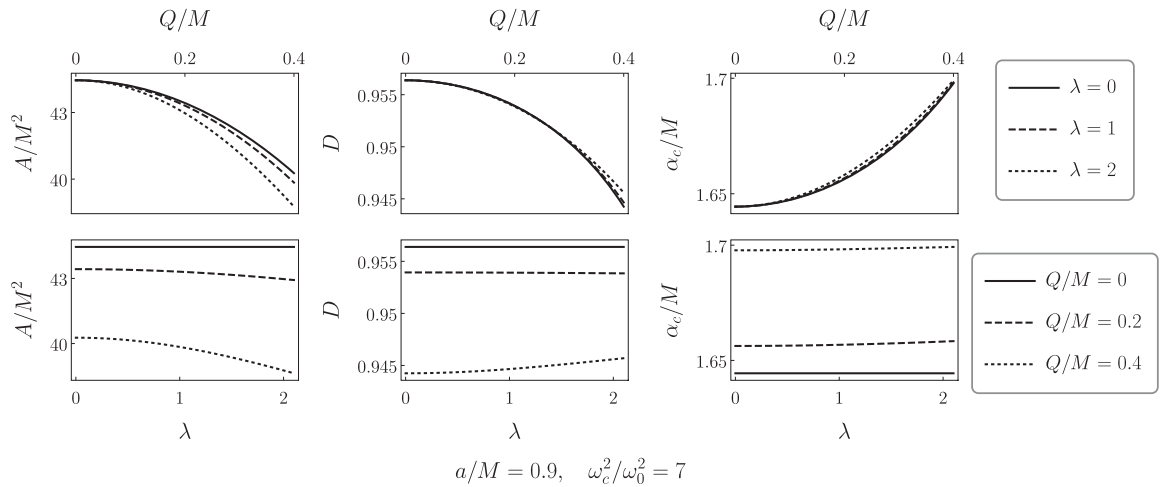 Q/M Q/M Q/M
0 0.2 0.4 0 0.2 0.4 0 0.2 0.4
A/M² 43 40
D 0.955 0.95 0.945
α_c/M 1.7 1.65
λ = 0
λ = 1
λ = 2
A/M² 43 40
D 0.955 0.95 0.945
α_c/M 1.7 1.65
Q/M = 0
Q/M = 0.2
Q/M = 0.4
0 1 2 0 1 2 0 1 2
λ λ λ
a/M = 0.9, ω_c²/ω_0² = 7